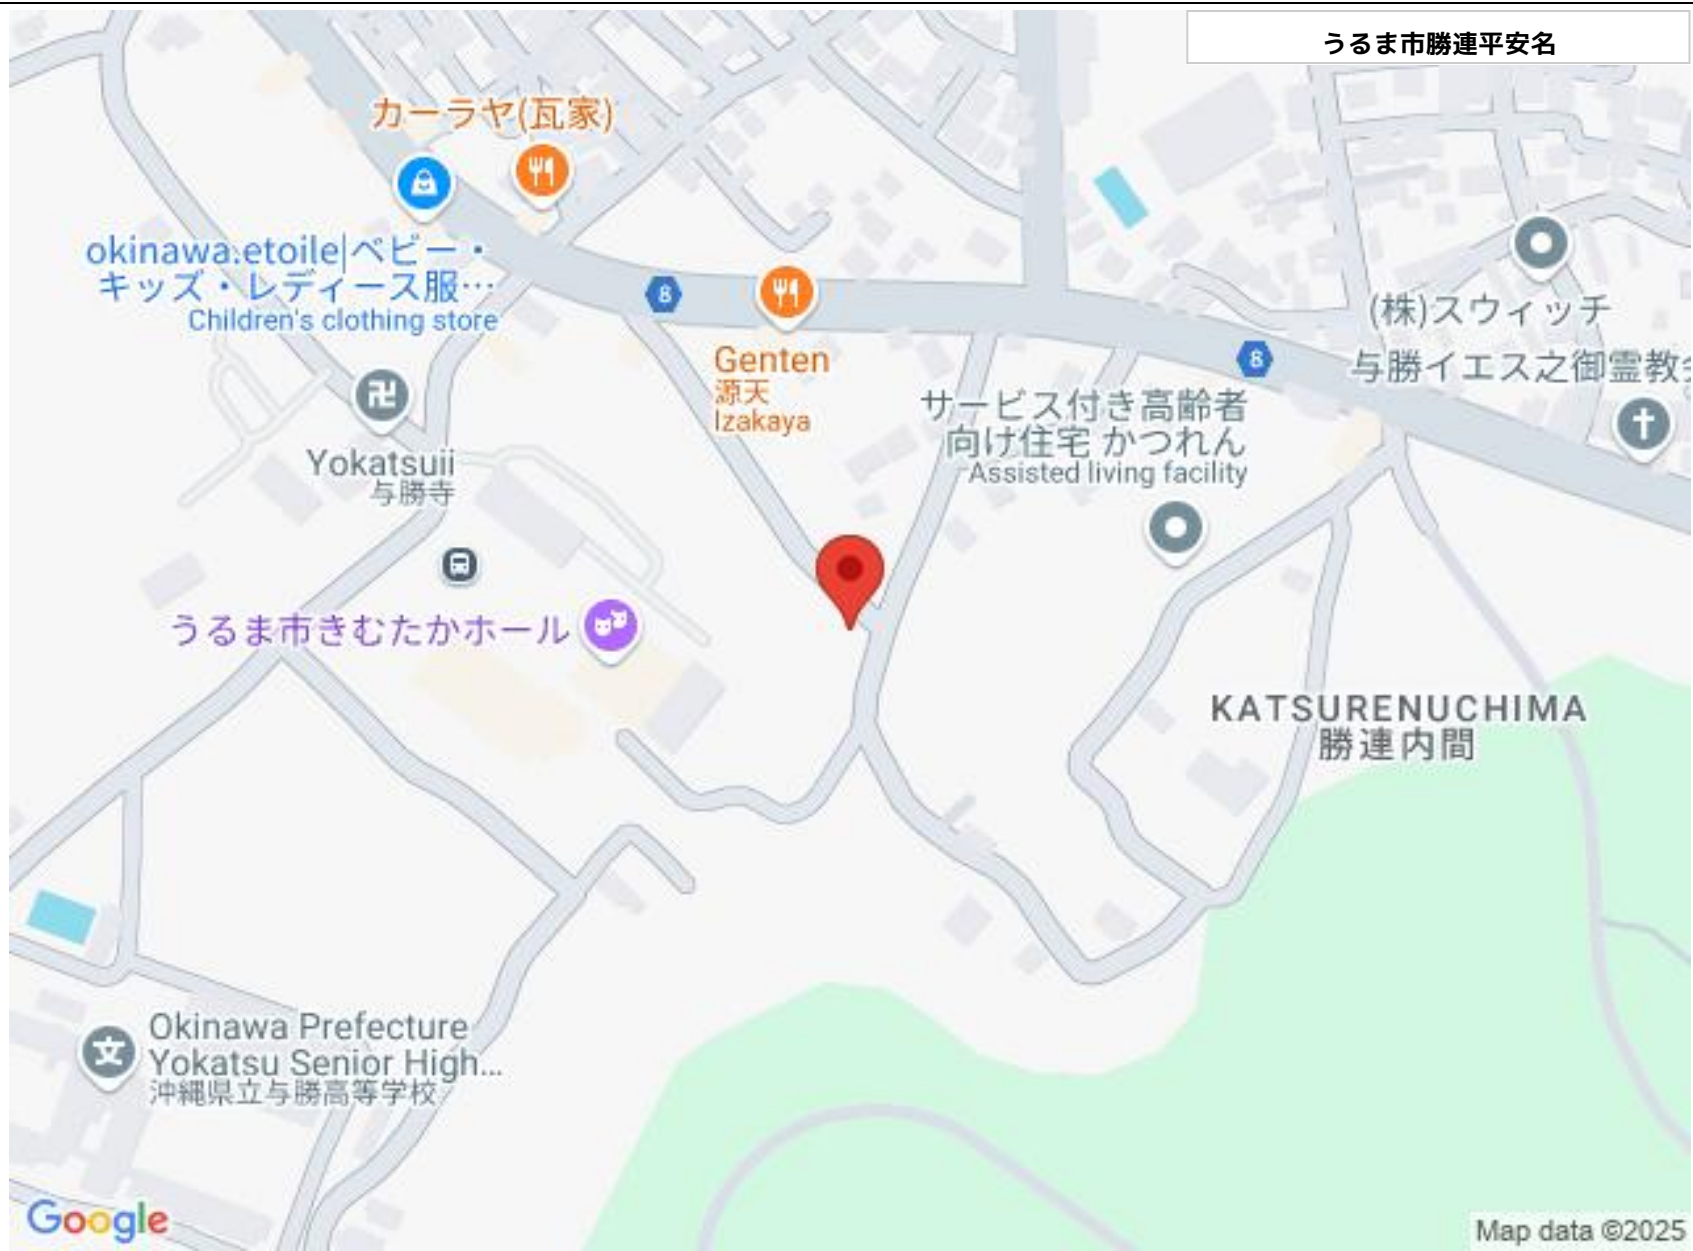 うるま市勝連平安名
カーラヤ(瓦家)
okinawa.etoile|ベビー・
キッズ・レディース服…
Children's clothing store
8
Genten
源天
Izakaya
8
(株)スウィッチ
与勝イエス之御霊教会
サービス付き高齢者
向け住宅 かつれん
Assisted living facility
卍
Yokatsuji
与勝寺
うるま市きむたかホール
KATSURENUCHIMA
勝連内間
文
Okinawa Prefecture
Yokatsu Senior High...
沖縄県立与勝高等学校
Google
Map data ©2025